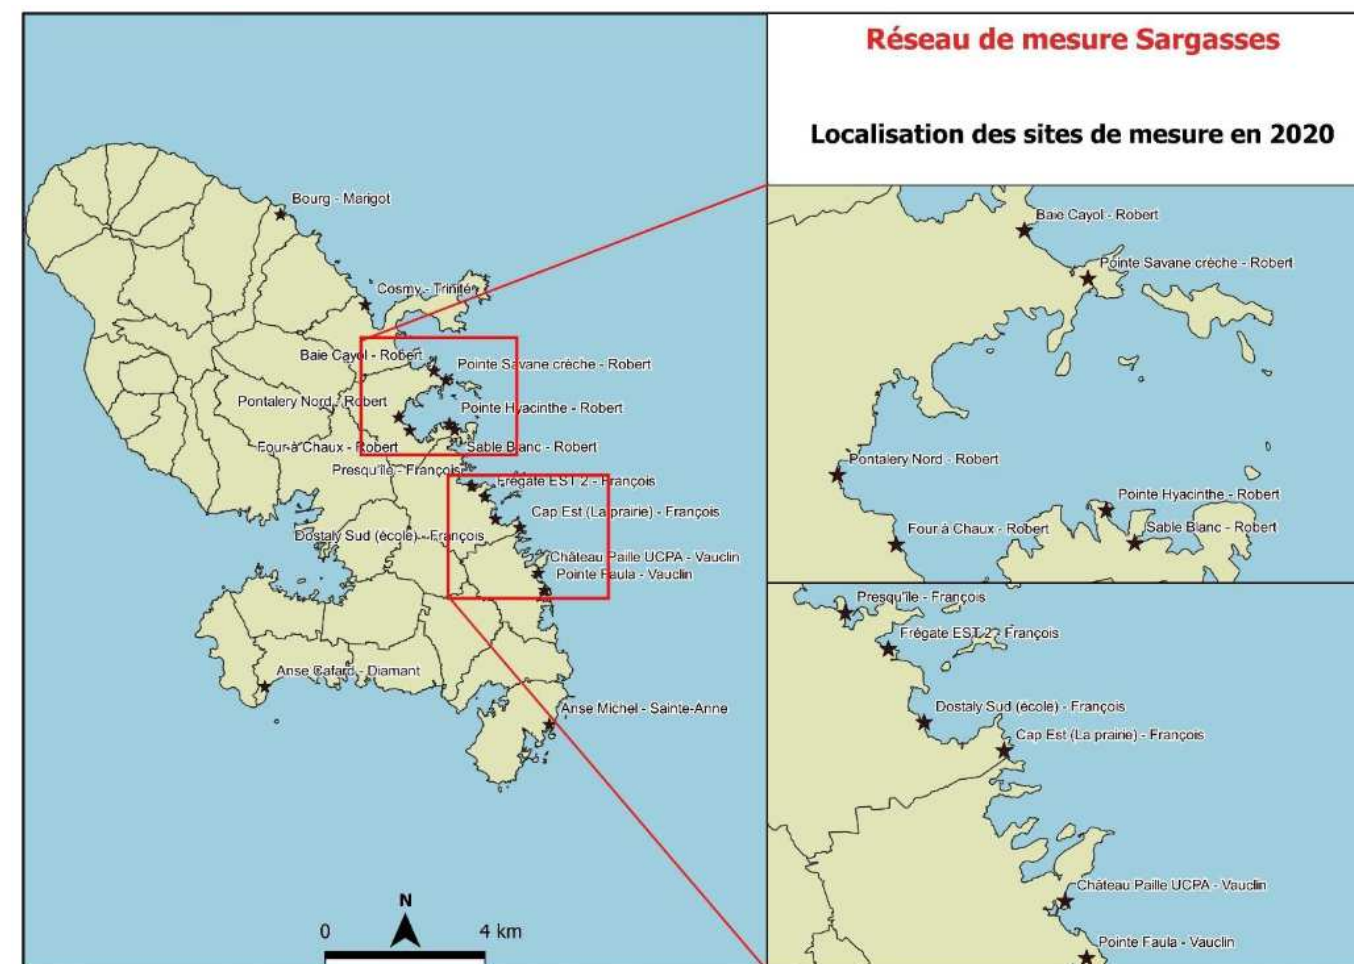 Réseau de mesure Sargasses
Localisation des sites de mesure en 2020
Bourg - Marigot
Cosmy - Trinité
Baie Cayol - Robert
Pointe Savane crèche - Robert
Pontalery Nord - Robert
Pointe Hyacinthe - Robert
Four à Chaux - Robert
Sable Blanc - Robert
Presqu'île - François
Frégate EST 2 - François
Cap Est (La prairie) - François
Dostaly Sud (école) - François
Château Paille UCPA - Vauclin
Pointe Faula - Vauclin
Anse Cafard - Diamant
Anse Michel - Sainte-Anne
N
0 4 km
Baie Cayol - Robert
Pointe Savane crèche - Robert
Pontalery Nord - Robert
Pointe Hyacinthe - Robert
Four à Chaux - Robert
Sable Blanc - Robert
Presqu'île - François
Frégate EST 2 - François
Dostaly Sud (école) - François
Cap Est (La prairie) - François
Château Paille UCPA - Vauclin
Pointe Faula - Vauclin